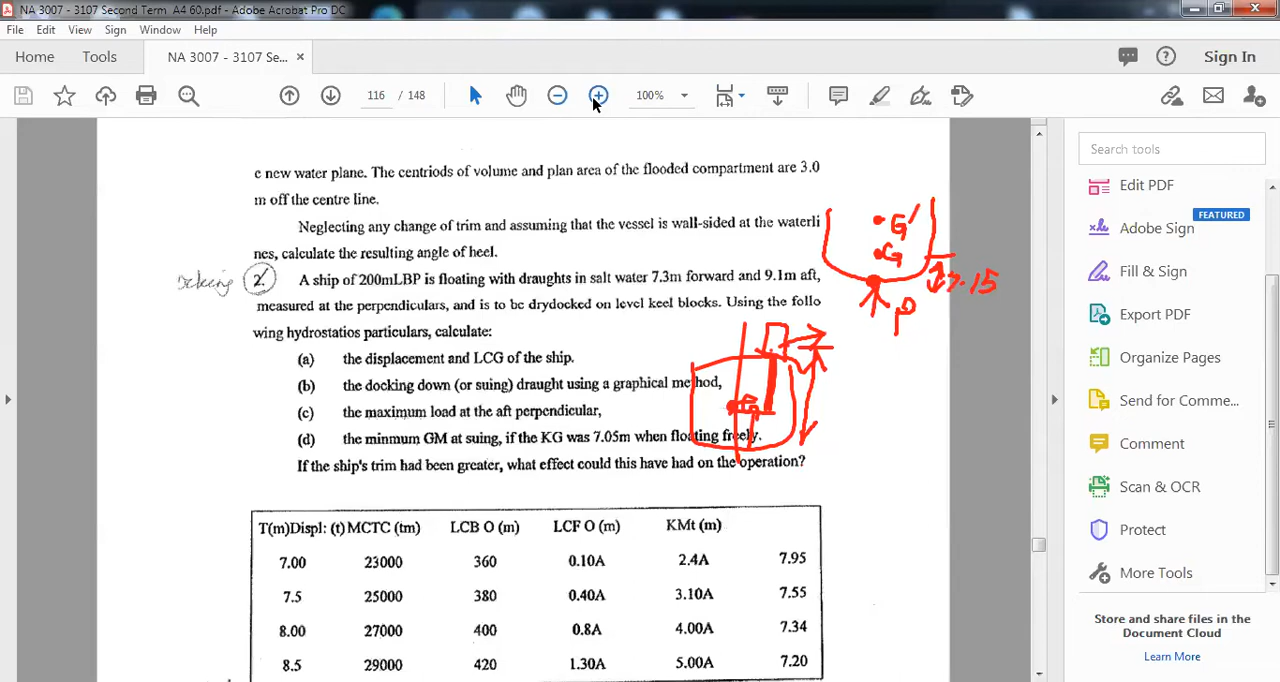 NA 3007 - 3107 Second Term A4 60.pdf - Adobe Acrobat Pro DC
File Edit View Sign Window Help
Home Tools NA 3007 - 3107 Se... × Sign In
116 / 148 100%
Search tools
Edit PDF
FEATURED
Adobe Sign
Fill & Sign
Export PDF
Organize Pages
Send for Comme...
Comment
Scan & OCR
Protect
More Tools
Store and share files in the
Document Cloud
Learn More
e new water plane. The centriods of volume and plan area of the flooded compartment are 3.0
m off the centre line.
Neglecting any change of trim and assuming that the vessel is wall-sided at the waterli
nes, calculate the resulting angle of heel.
2. A ship of 200mLBP is floating with draughts in salt water 7.3m forward and 9.1m aft,
measured at the perpendiculars, and is to be drydocked on level keel blocks. Using the follo
wing hydrostatios particulars, calculate:
(a) the displacement and LCG of the ship.
(b) the docking down (or suing) draught using a graphical method,
(c) the maximum load at the aft perpendicular,
(d) the minmum GM at suing, if the KG was 7.05m when floating freely.
If the ship's trim had been greater, what effect could this have had on the operation?
G'
G
7.15
P
T(m)Displ: (t) MCTC (tm) LCB O (m) LCF O (m) KMt (m)
7.00 23000 360 0.10A 2.4A 7.95
7.5 25000 380 0.40A 3.10A 7.55
8.00 27000 400 0.8A 4.00A 7.34
8.5 29000 420 1.30A 5.00A 7.20